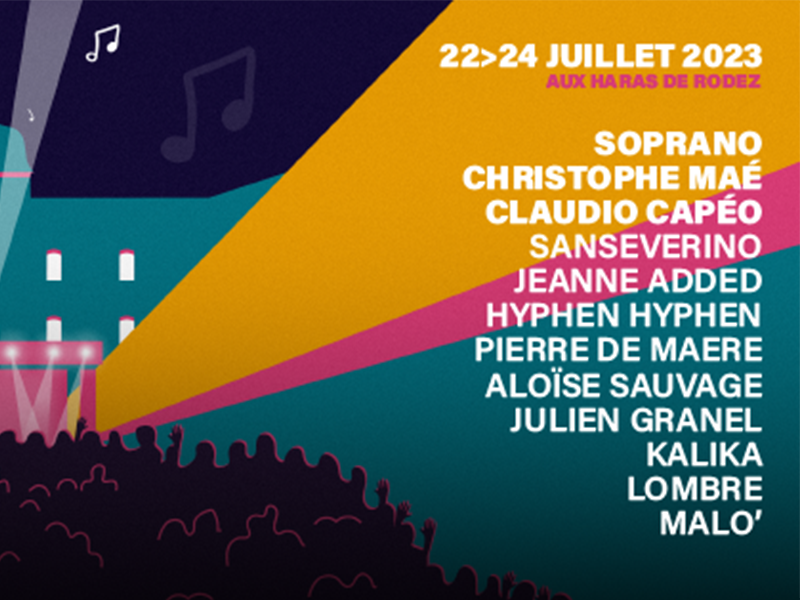 22>24 JUILLET 2023
AUX HARAS DE RODEZ
SOPRANO
CHRISTOPHE MAÉ
CLAUDIO CAPÉO
SANSEVERINO
JEANNE ADDED
HYPHEN HYPHEN
PIERRE DE MAERE
ALOÏSE SAUVAGE
JULIEN GRANEL
KALIKA
LOMBRE
MALO’